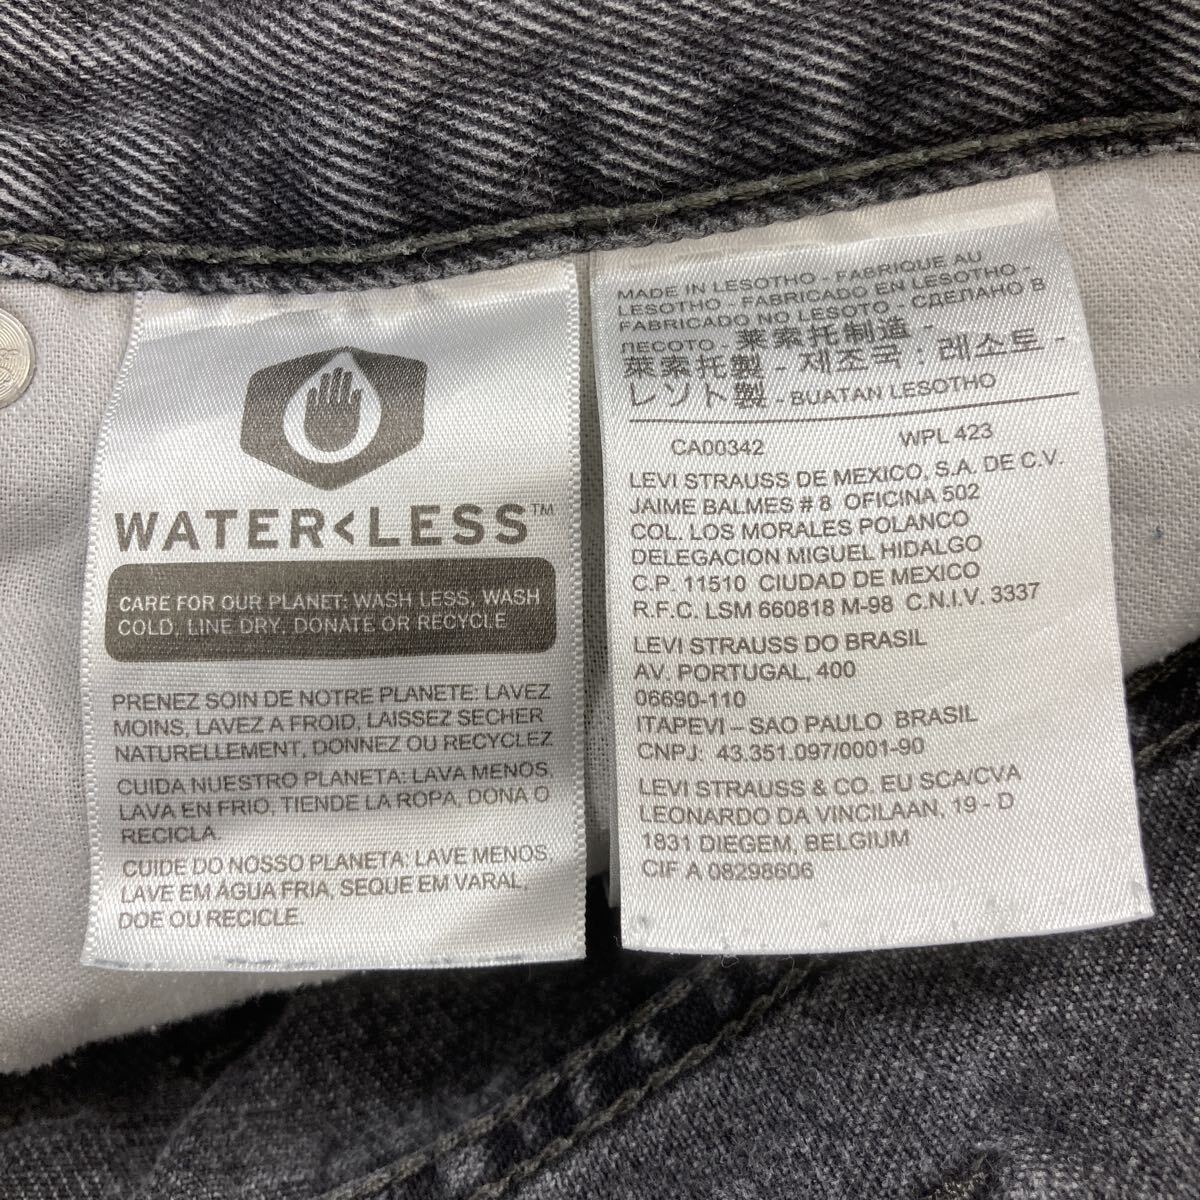 WATER<LESS™
CARE FOR OUR PLANET: WASH LESS, WASH
COLD, LINE DRY, DONATE OR RECYCLE
PRENEZ SOIN DE NOTRE PLANETE: LAVEZ
MOINS, LAVEZ A FROID, LAISSEZ SECHER
NATURELLEMENT, DONNEZ OU RECYCLEZ
CUIDA NUESTRO PLANETA: LAVA MENOS,
LAVA EN FRIO, TIENDE LA ROPA, DONA O
RECICLA.
CUIDE DO NOSSO PLANETA: LAVE MENOS,
LAVE EM ÁGUA FRIA, SEQUE EM VARAL,
DOE OU RECICLE.
MADE IN LESOTHO - FABRIQUE AU
LESOTHO - FABRICADO EN LESOTHO -
FABRICADO NO LESOTO - СДЕЛАНО В
ЛЕСОТО - 莱索托制造 -
萊索托製 - 제조국 : 레소토 -
レソト製 - BUATAN LESOTHO
CA00342 WPL 423
LEVI STRAUSS DE MEXICO, S.A. DE C.V.
JAIME BALMES # 8 OFICINA 502
COL. LOS MORALES POLANCO
DELEGACION MIGUEL HIDALGO
C.P. 11510 CIUDAD DE MEXICO
R.F.C. LSM 660818 M-98 C.N.I.V. 3337
LEVI STRAUSS DO BRASIL
AV. PORTUGAL, 400
06690-110
ITAPEVI – SAO PAULO BRASIL
CNPJ: 43.351.097/0001-90
LEVI STRAUSS & CO. EU SCA/CVA
LEONARDO DA VINCILAAN, 19 - D
1831 DIEGEM, BELGIUM
CIF A 08298606